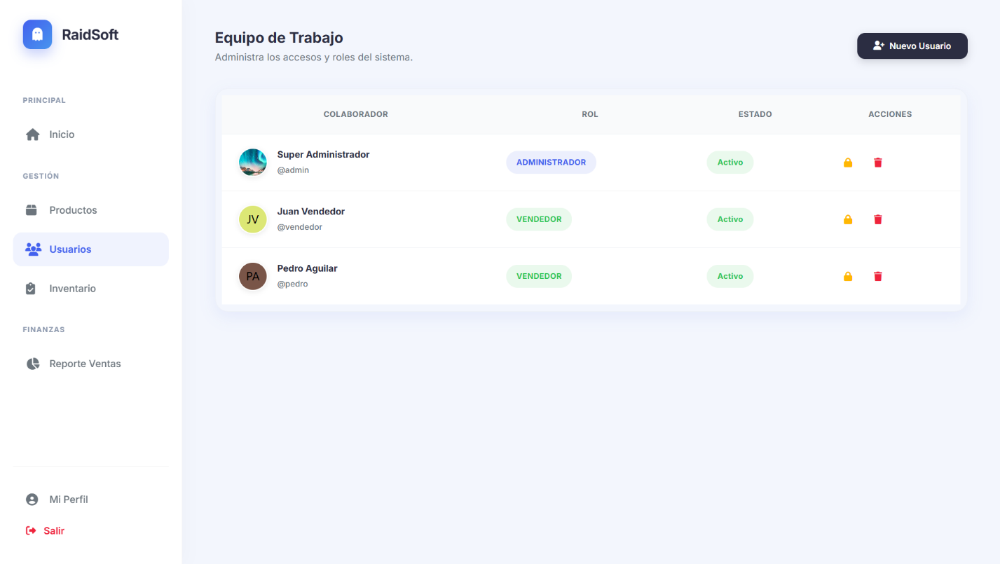 RaidSoft
PRINCIPAL
Inicio
GESTIÓN
Productos
Usuarios
Inventario
FINANZAS
Reporte Ventas
Mi Perfil
Salir
Equipo de Trabajo
Administra los accesos y roles del sistema.
Nuevo Usuario
COLABORADOR ROL ESTADO ACCIONES
Super Administrador
@admin
ADMINISTRADOR
Activo
JV
Juan Vendedor
@vendedor
VENDEDOR
Activo
PA
Pedro Aguilar
@pedro
VENDEDOR
Activo